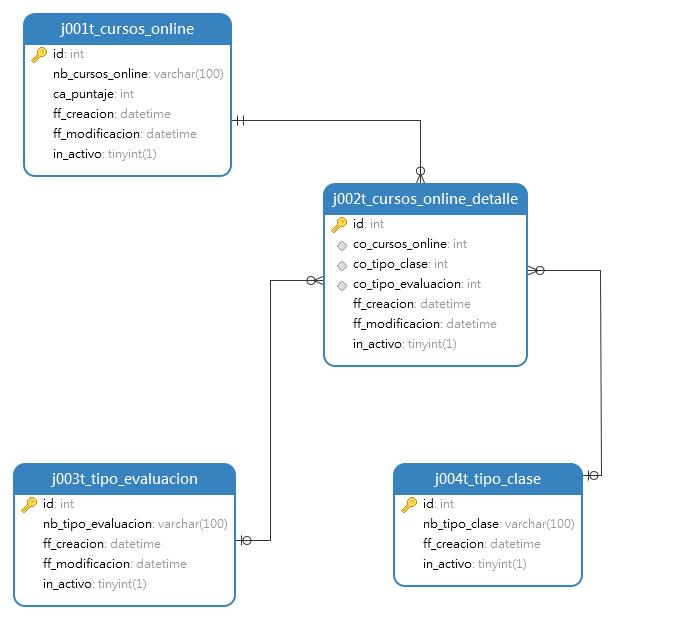 j001t_cursos_online
id: int
nb_cursos_online: varchar(100)
ca_puntaje: int
ff_creacion: datetime
ff_modificacion: datetime
in_activo: tinyint(1)
j002t_cursos_online_detalle
id: int
co_cursos_online: int
co_tipo_clase: int
co_tipo_evaluacion: int
ff_creacion: datetime
ff_modificacion: datetime
in_activo: tinyint(1)
j003t_tipo_evaluacion
id: int
nb_tipo_evaluacion: varchar(100)
ff_creacion: datetime
ff_modificacion: datetime
in_activo: tinyint(1)
j004t_tipo_clase
id: int
nb_tipo_clase: varchar(100)
ff_creacion: datetime
in_activo: tinyint(1)